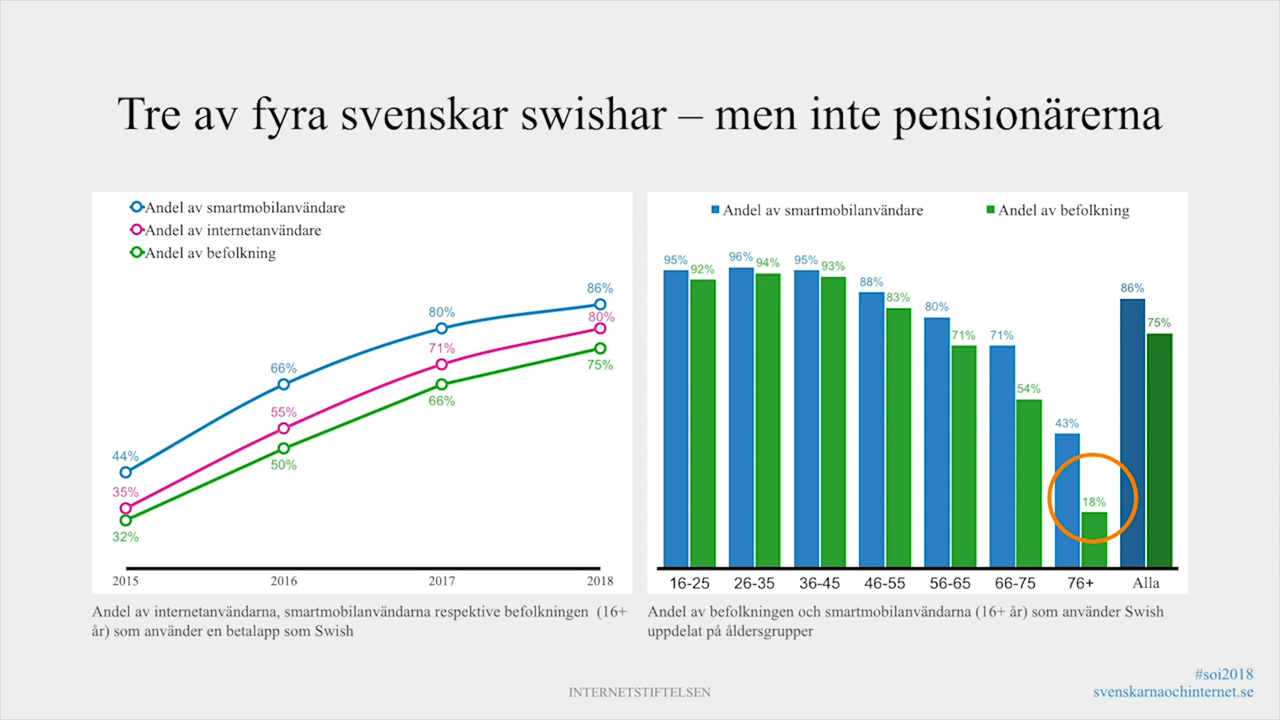 Tre av fyra svenskar swishar – men inte pensionärerna
Andel av smartmobilanvändare
Andel av internetanvändare
Andel av befolkning
86%
80%
80%
75%
71%
66%
66%
55%
50%
44%
35%
32%
2015 2016 2017 2018
Andel av internetanvändarna, smartmobilanvändarna respektive befolkningen (16+
år) som använder en betalapp som Swish
Andel av smartmobilanvändare Andel av befolkning
95% 92% 96% 94% 95% 93% 88% 83% 80% 71% 71% 54% 43% 18% 86% 75%
16-25 26-35 36-45 46-55 56-65 66-75 76+ Alla
Andel av befolkningen och smartmobilanvändarna (16+ år) som använder Swish
uppdelat på åldersgrupper
#soi2018
INTERNETSTIFTELSEN
svenskarnaochinternet.se